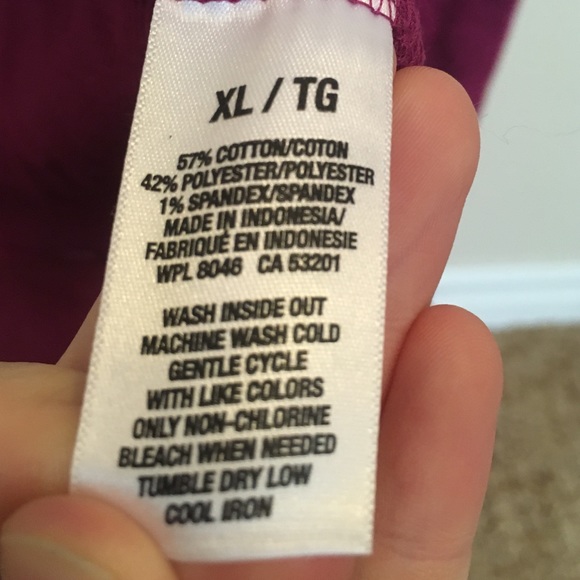 XL / TG
57% COTTON/COTON
42% POLYESTER/POLYESTER
1% SPANDEX/SPANDEX
MADE IN INDONESIA/
FABRIQUÉ EN INDONESIE
WPL 8046 CA 53201
WASH INSIDE OUT
MACHINE WASH COLD
GENTLE CYCLE
WITH LIKE COLORS
ONLY NON-CHLORINE
BLEACH WHEN NEEDED
TUMBLE DRY LOW
COOL IRON